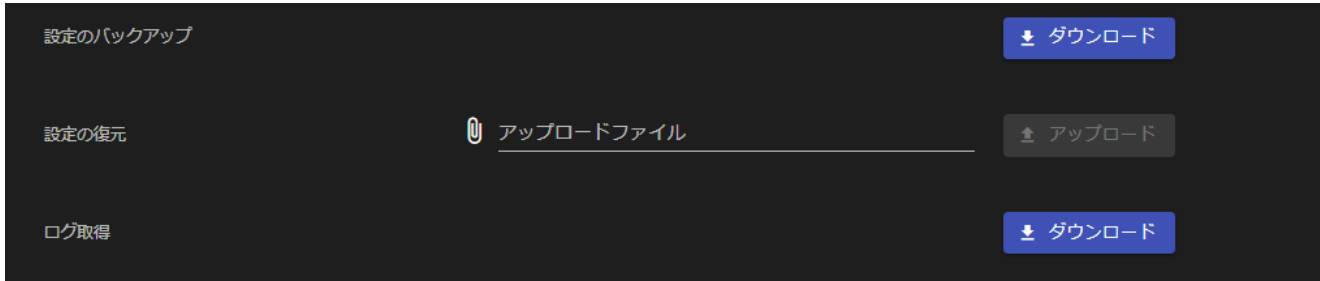 設定のバックアップ ダウンロード
設定の復元 アップロードファイル アップロード
ログ取得 ダウンロード